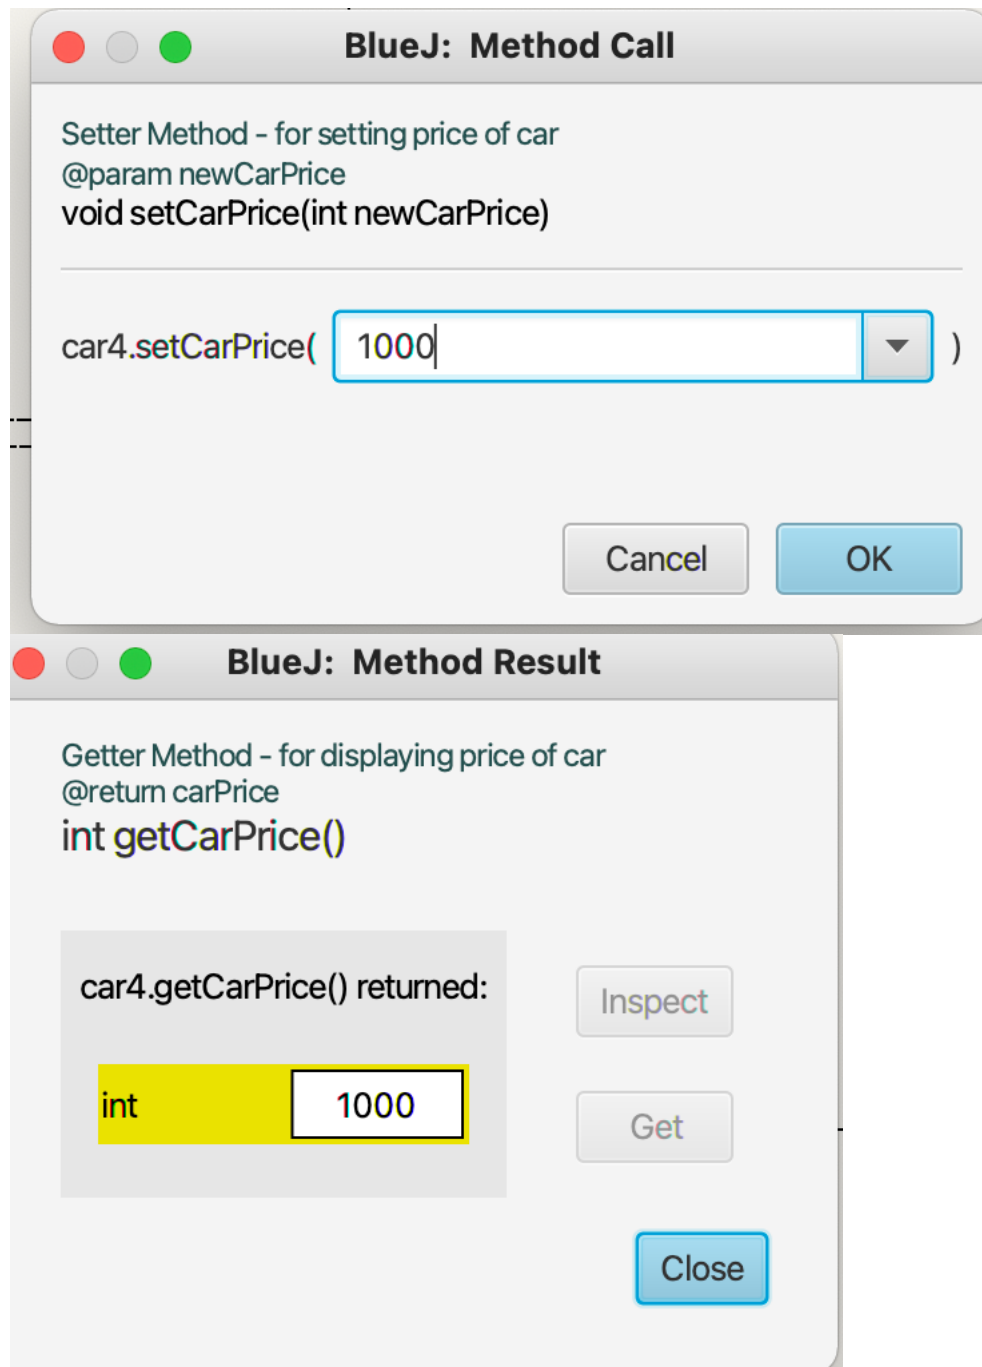 BlueJ: Method Call
Setter Method - for setting price of car
@param newCarPrice
void setCarPrice(int newCarPrice)
car4.setCarPrice( 1000 )
Cancel OK
BlueJ: Method Result
Getter Method - for displaying price of car
@return carPrice
int getCarPrice()
car4.getCarPrice() returned:
Inspect
int 1000
Get
Close